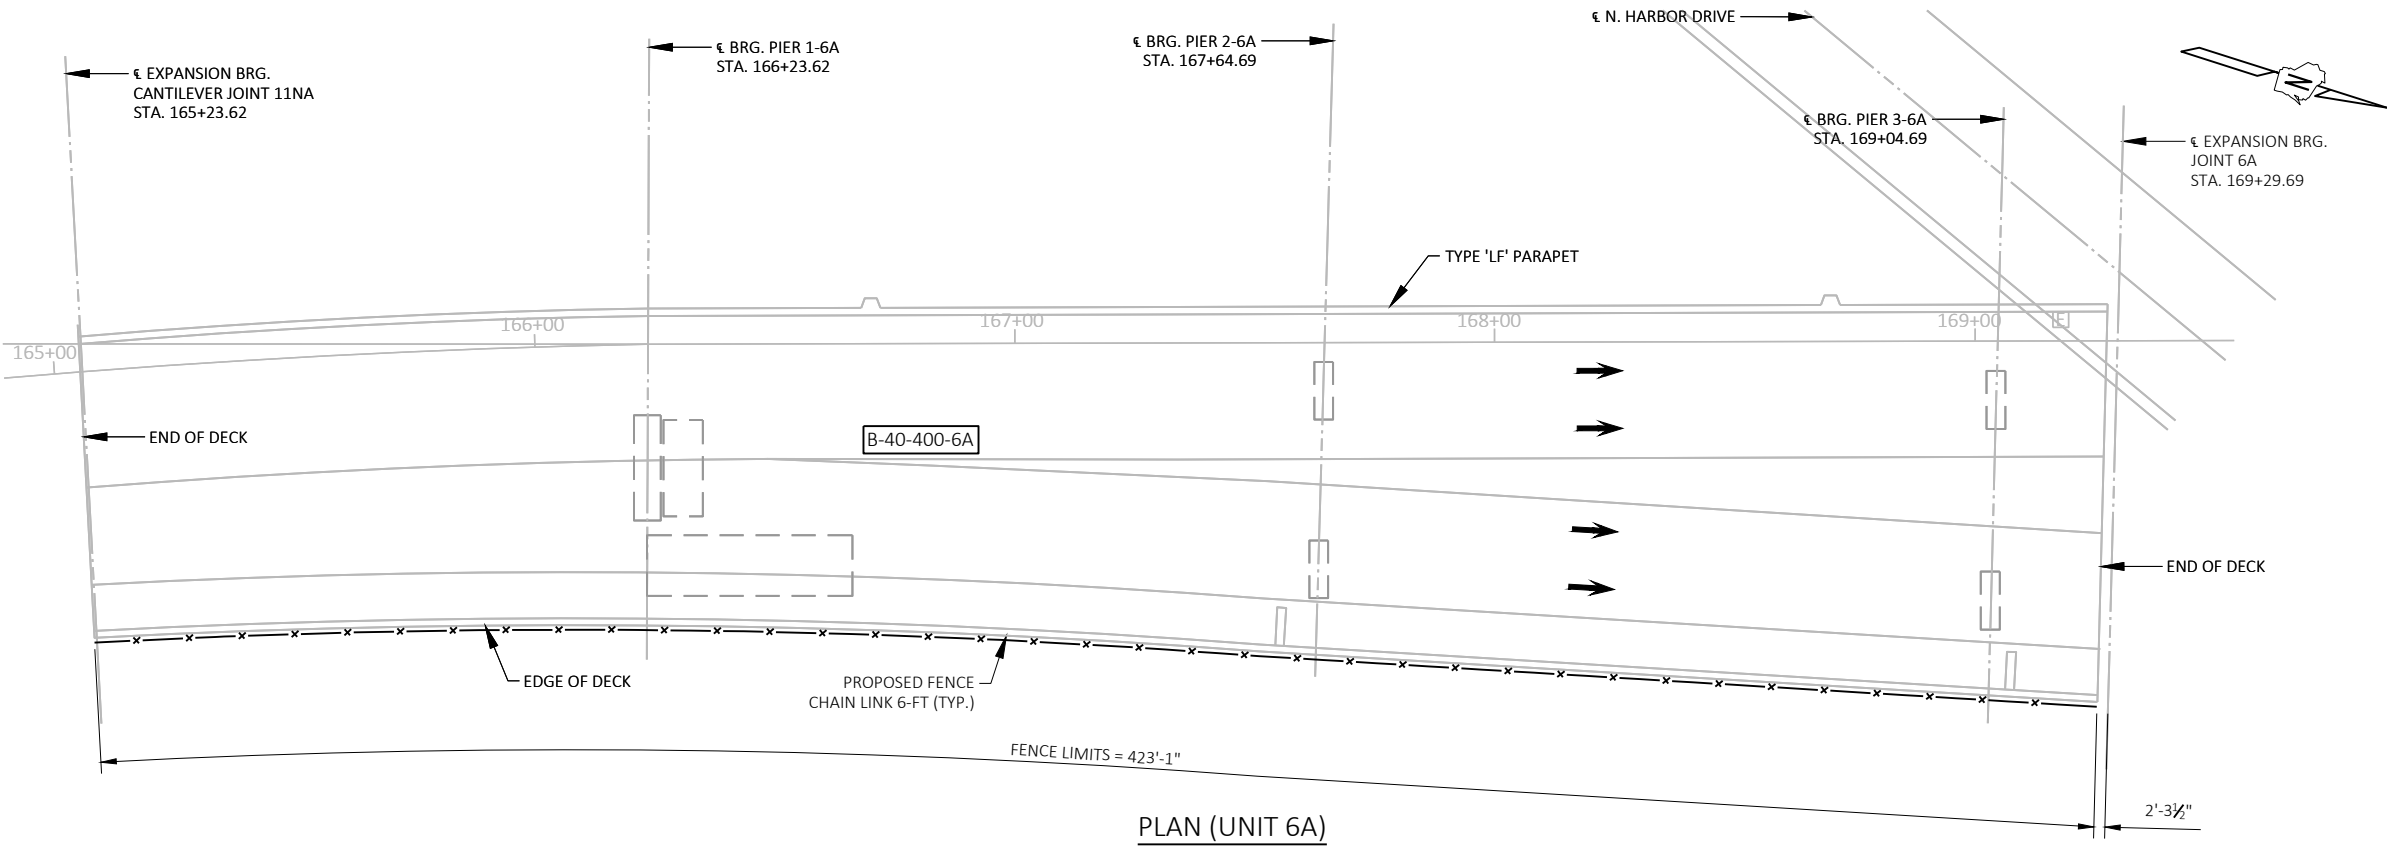 ℄ N. HARBOR DRIVE
℄ BRG. PIER 1-6A
STA. 166+23.62
℄ BRG. PIER 2-6A
STA. 167+64.69
℄ EXPANSION BRG.
CANTILEVER JOINT 11NA
STA. 165+23.62
N
℄ BRG. PIER 3-6A
STA. 169+04.69
℄ EXPANSION BRG.
JOINT 6A
STA. 169+29.69
TYPE 'LF' PARAPET
165+00
166+00
167+00
168+00
169+00
E
END OF DECK
B-40-400-6A
END OF DECK
EDGE OF DECK
PROPOSED FENCE
CHAIN LINK 6-FT (TYP.)
FENCE LIMITS = 423'-1"
2'-3½"
PLAN (UNIT 6A)